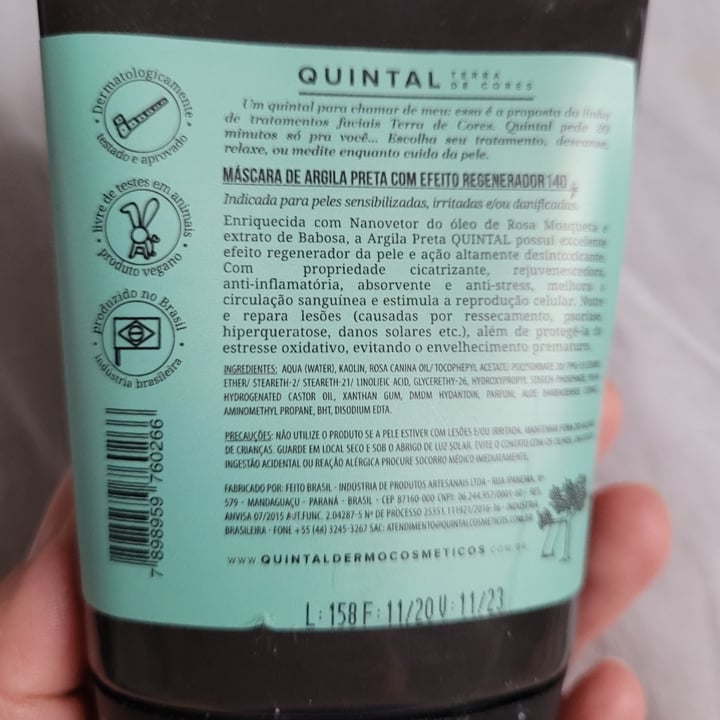 QUINTAL TERRA DE CORES
Um quintal para chamar de meu: essa é a proposta da linha
de tratamentos faciais Terra de Cores. Quintal pede 20
minutos só pra você... Escolha seu tratamento, descanse,
relaxe, ou medite enquanto cuida da pele.
MÁSCARA DE ARGILA PRETA COM EFEITO REGENERADOR 140
Indicada para peles sensibilizadas, irritadas e/ou danificadas.
Enriquecida com Nanovetor do óleo de Rosa Mosqueta e
extrato de Babosa, a Argila Preta QUINTAL possui excelente
efeito regenerador da pele e ação altamente desintoxicante.
Com propriedade cicatrizante, rejuvenescedora,
anti-inflamatória, absorvente e anti-stress, melhora a
circulação sanguínea e estimula a reprodução celular. Nutre
e repara lesões (causadas por ressecamento, psoríase,
hiperqueratose, danos solares etc.), além de protegê-la do
estresse oxidativo, evitando o envelhecimento prematuro.
INGREDIENTES: AQUA (WATER), KAOLIN, ROSA CANINA OIL/ TOCOPHEYL ACETATE/ POLYSORBATE 20/ PPG-15 STEARYL
ETHER/ STEARETH-2/ STEARETH-21/ LINOLEIC ACID, GLYCERETHY-26, HYDROXYPROPYL STARCH PHOSPHATE,
HYDROGENATED CASTOR OIL, XANTHAN GUM, DMDM HYDANTOIN, PARFUM, ALOE BARBADENSIS
AMINOMETHYL PROPANE, BHT, DISODIUM EDTA.
PRECAUÇÕES: NÃO UTILIZE O PRODUTO SE A PELE ESTIVER COM LESÕES E/OU IRRITADA. MANTENHA FORA DO ALCANCE
DE CRIANÇAS. GUARDE EM LOCAL SECO E SOB O ABRIGO DE LUZ SOLAR. EVITE O CONTATO COM OS CILIOS.
INGESTÃO ACIDENTAL OU REAÇÃO ALÉRGICA PROCURE SOCORRO MÉDICO IMEDIATAMENTE.
FABRICADO POR: FEITO BRASIL - INDÚSTRIA DE PRODUTOS ARTESANAIS LTDA - RUA IPANEMA, Nº
579 - MANDAGUAÇU - PARANÁ - BRASIL - CEP 87160-000 CNPJ: 06.244.957/0001-60 - RES.
ANVISA 07/2015 AUT.FUNC. 2.04287-5 Nº DE PROCESSO 25351.111921/2016-36 - INDÚSTRIA
BRASILEIRA - FONE +55 (44) 3245-3267 SAC: ATENDIMENTO@QUINTALCOSMETICOS.COM.BR
WWW.QUINTALDERMOCOSMETICOS.COM.BR
L: 158 F: 11/20 V: 11/23
Dermatologicamente
testado e aprovado
livre de testes em animais
produto vegano
produzido no Brasil
indústria brasileira
7 898959 760266